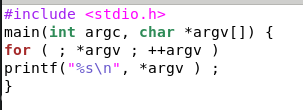 #include <stdio.h>
main(int argc, char *argv[]) {
for ( ; *argv ; ++argv )
printf("%s\n", *argv ) ;
}